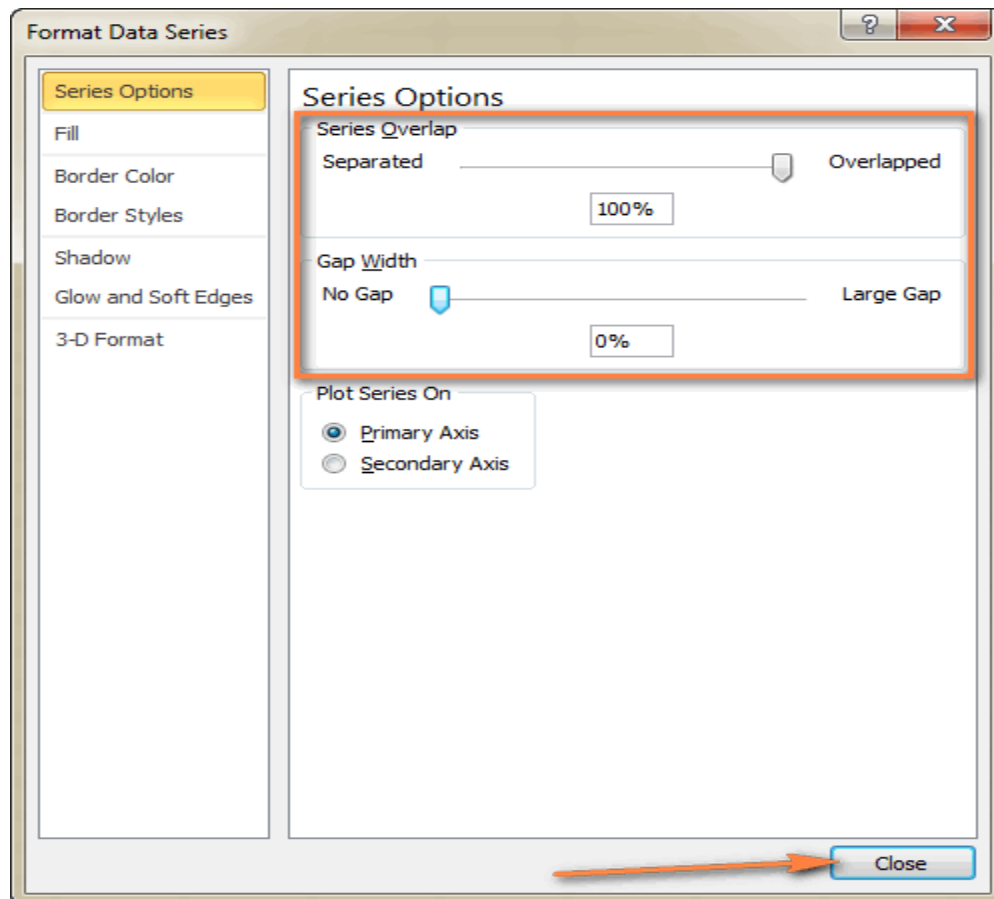 Format Data Series
?
Series Options
Fill
Border Color
Border Styles
Shadow
Glow and Soft Edges
3-D Format
Series Options
Series Overlap
Separated Overlapped
100%
Gap Width
No Gap Large Gap
0%
Plot Series On
Primary Axis
Secondary Axis
Close